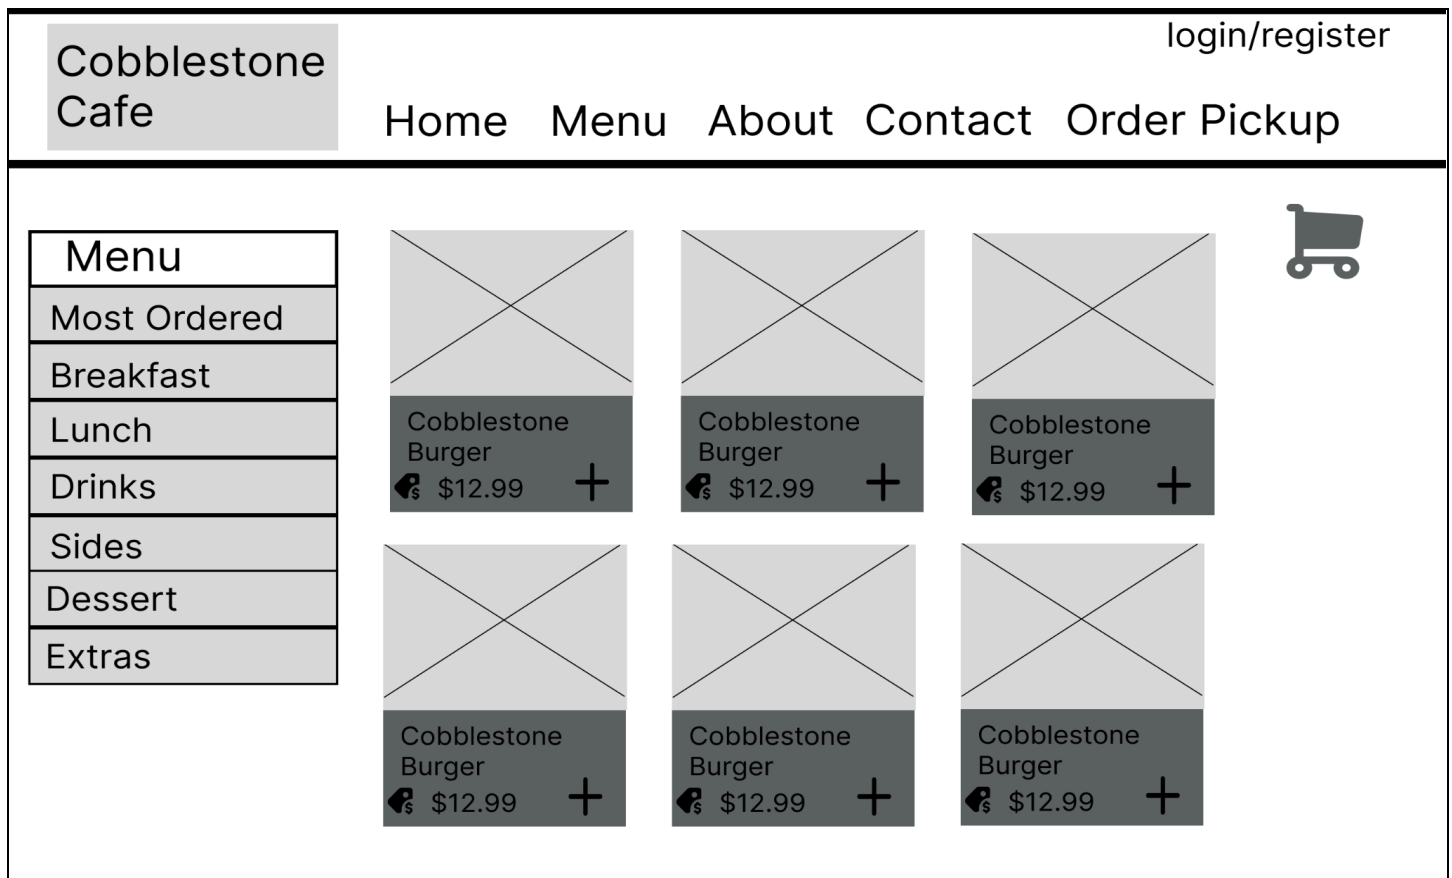 Cobblestone
Cafe
login/register
Home Menu About Contact Order Pickup
Menu
Most Ordered
Breakfast
Lunch
Drinks
Sides
Dessert
Extras
Cobblestone
Burger
$12.99
Cobblestone
Burger
$12.99
Cobblestone
Burger
$12.99
Cobblestone
Burger
$12.99
Cobblestone
Burger
$12.99
Cobblestone
Burger
$12.99